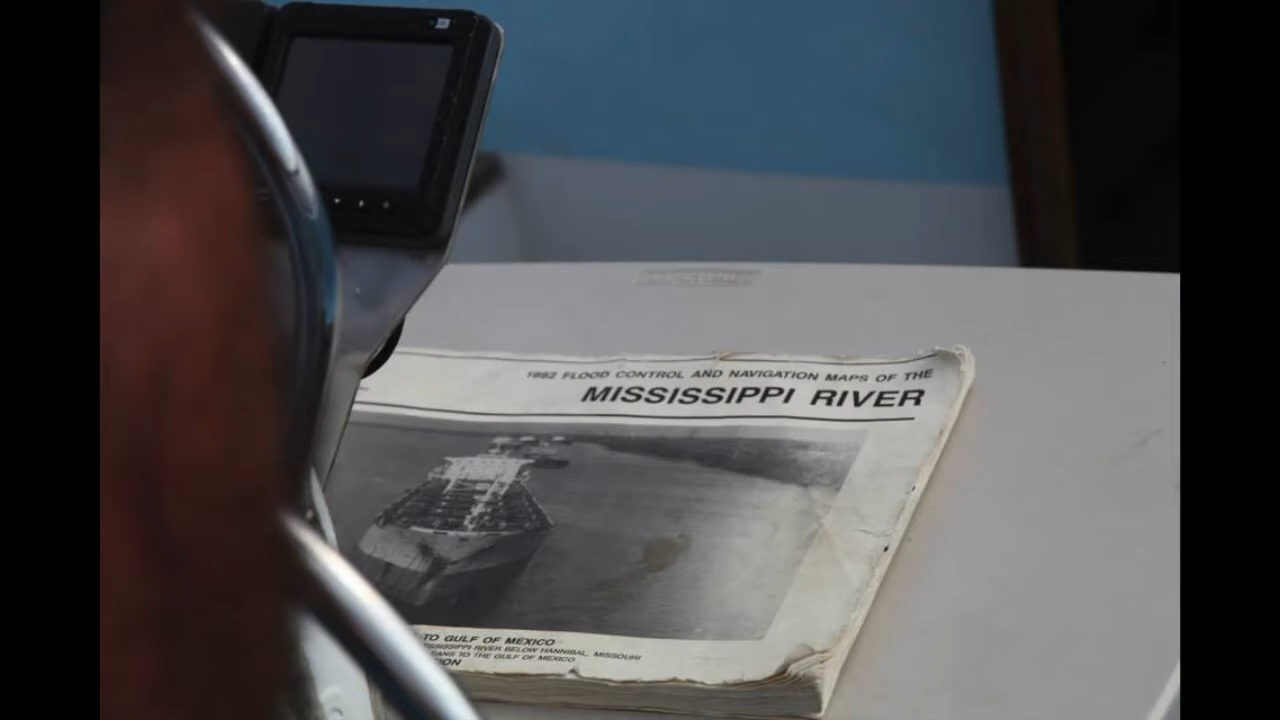 1982 FLOOD CONTROL AND NAVIGATION MAPS OF THE
MISSISSIPPI RIVER
TO GULF OF MEXICO
RIVER BELOW HANNIBAL, MISSOURI
TO THE GULF OF MEXICO